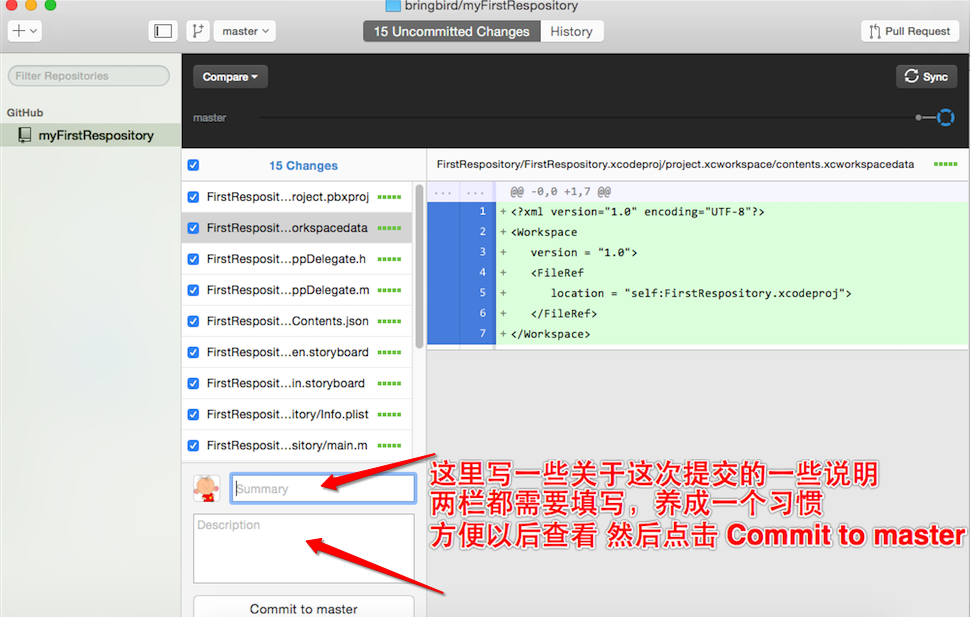 bringbird/myFirstRespository
master
15 Uncommitted Changes
History
Pull Request
Filter Repositories
Compare
Sync
GitHub
myFirstRespository
master
15 Changes
FirstRespository/FirstRespository.xcodeproj/project.xcworkspace/contents.xcworkspacedata
FirstResposit...roject.pbxproj
FirstResposit...orkspacedata
FirstResposit...ppDelegate.h
FirstResposit...ppDelegate.m
FirstResposit...Contents.json
FirstResposit...en.storyboard
FirstResposit...in.storyboard
FirstResposit...itory/Info.plist
FirstResposit...sitory/main.m
... ... @@ -0,0 +1,7 @@
1 +<?xml version="1.0" encoding="UTF-8"?>
2 +<Workspace
3 + version = "1.0">
4 + <FileRef
5 + location = "self:FirstRespository.xcodeproj">
6 + </FileRef>
7 +</Workspace>
Summary
Description
Commit to master
这里写一些关于这次提交的一些说明
两栏都需要填写，养成一个习惯
方便以后查看 然后点击 Commit to master